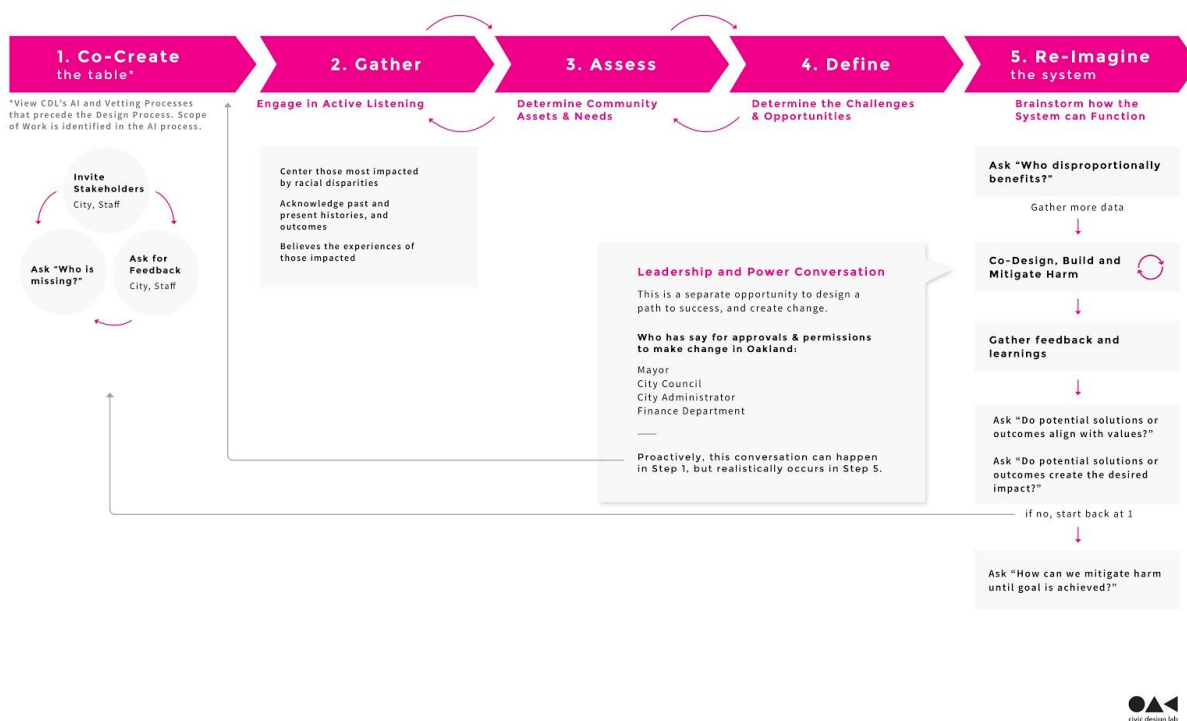 1. Co-Create
the table*
2. Gather
3. Assess
4. Define
5. Re-Imagine
the system
*View CDL's AI and Vetting Processes
that precede the Design Process. Scope
of Work is identified in the AI process.
Engage in Active Listening
Determine Community
Assets & Needs
Determine the Challenges
& Opportunities
Brainstorm how the
System can Function
Invite
Stakeholders
City, Staff
Ask "Who is
missing?"
Ask for
Feedback
City, Staff
Center those most impacted
by racial disparities
Acknowledge past and
present histories, and
outcomes
Believes the experiences of
those impacted
Leadership and Power Conversation
This is a separate opportunity to design a
path to success, and create change.
Who has say for approvals & permissions
to make change in Oakland:
Mayor
City Council
City Administrator
Finance Department
Proactively, this conversation can happen
in Step 1, but realistically occurs in Step 5.
Ask “Who disproportionally
benefits?”
Gather more data
Co-Design, Build and
Mitigate Harm
Gather feedback and
learnings
Ask “Do potential solutions or
outcomes align with values?”
Ask “Do potential solutions or
outcomes create the desired
impact?”
if no, start back at 1
Ask “How can we mitigate harm
until goal is achieved?”
civic design lab